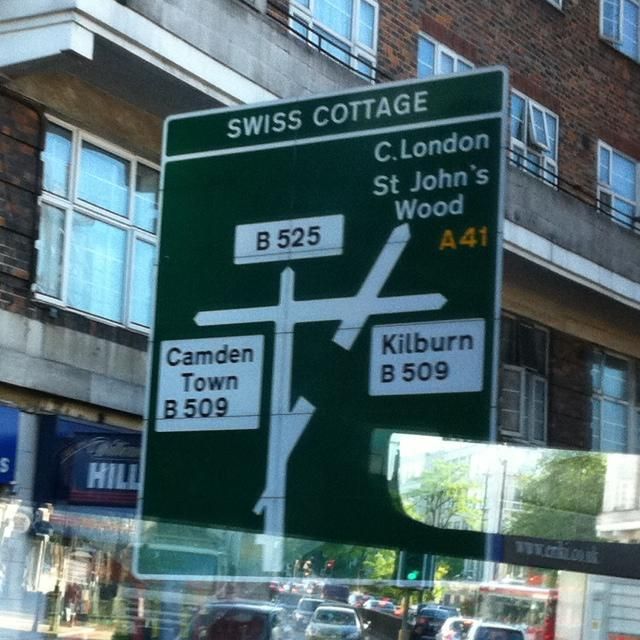 SWISS COTTAGE
C. London
St John's
Wood
A41
B 525
Camden
Town
B 509
Kilburn
B 509
HILL